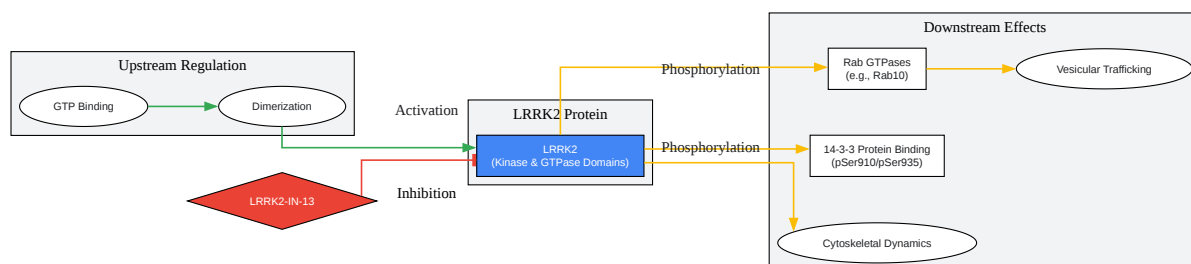 Upstream Regulation
GTP Binding
Dimerization
Activation
LRRK2-IN-13
Inhibition
LRRK2 Protein
LRRK2
(Kinase & GTPase Domains)
Phosphorylation
Phosphorylation
Downstream Effects
Rab GTPases
(e.g., Rab10)
Vesicular Trafficking
14-3-3 Protein Binding
(pSer910/pSer935)
Cytoskeletal Dynamics